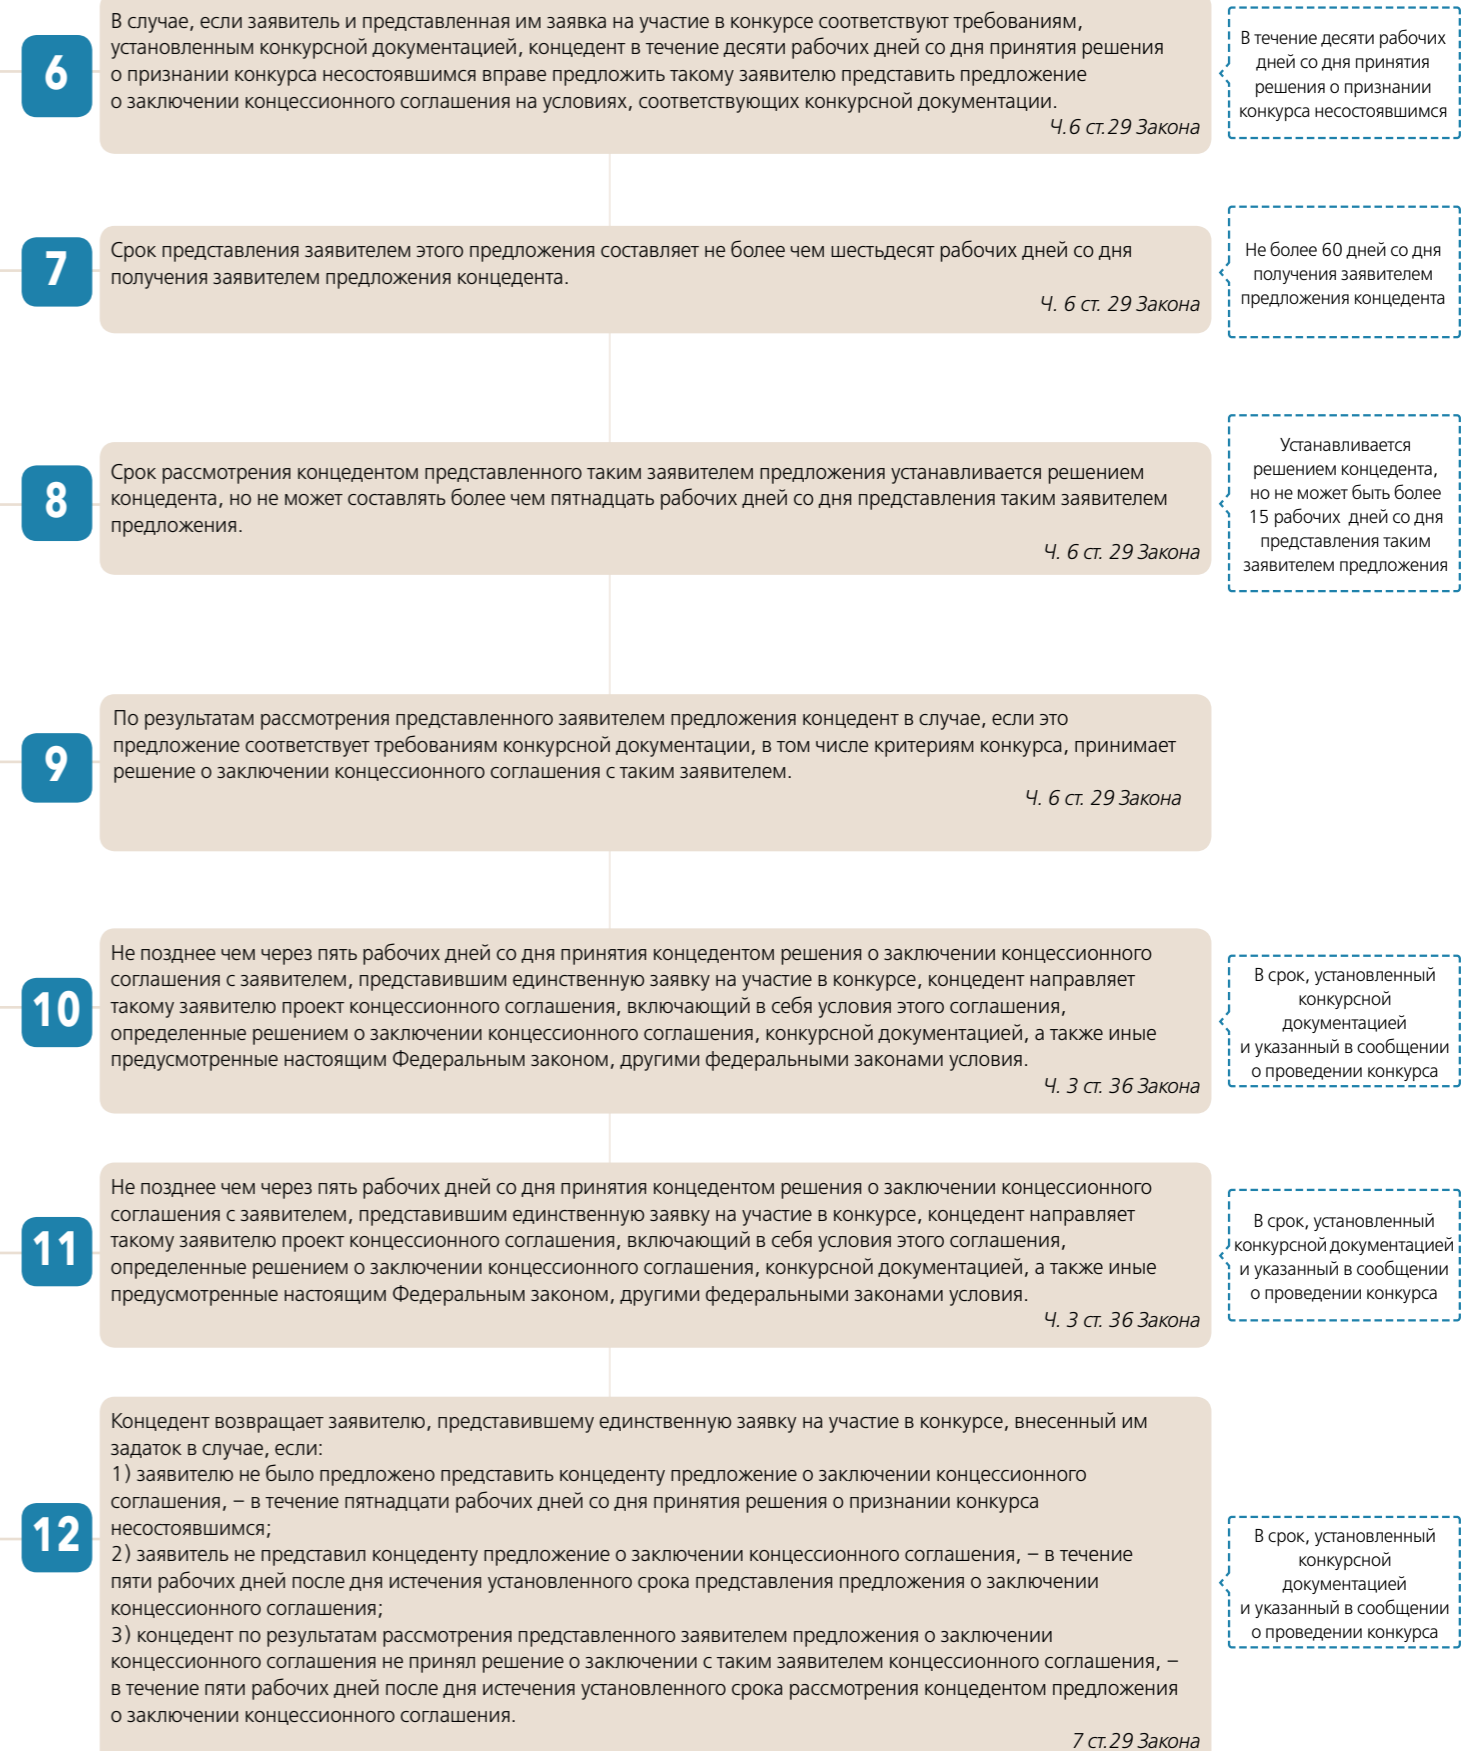 6
В случае, если заявитель и представленная им заявка на участие в конкурсе соответствуют требованиям,
установленным конкурсной документацией, концедент в течение десяти рабочих дней со дня принятия решения
о признании конкурса несостоявшимся вправе предложить такому заявителю представить предложение
о заключении концессионного соглашения на условиях, соответствующих конкурсной документации.
Ч.6 ст.29 Закона
В течение десяти рабочих
дней со дня принятия
решения о признании
конкурса несостоявшимся
7
Срок представления заявителем этого предложения составляет не более чем шестьдесят рабочих дней со дня
получения заявителем предложения концедента.
Ч. 6 ст. 29 Закона
Не более 60 дней со дня
получения заявителем
предложения концедента
8
Срок рассмотрения концедентом представленного таким заявителем предложения устанавливается решением
концедента, но не может составлять более чем пятнадцать рабочих дней со дня представления таким заявителем
предложения.
Ч. 6 ст. 29 Закона
Устанавливается
решением концедента,
но не может быть более
15 рабочих дней со дня
представления таким
заявителем предложения
9
По результатам рассмотрения представленного заявителем предложения концедент в случае, если это
предложение соответствует требованиям конкурсной документации, в том числе критериям конкурса, принимает
решение о заключении концессионного соглашения с таким заявителем.
Ч. 6 ст. 29 Закона
10
Не позднее чем через пять рабочих дней со дня принятия концедентом решения о заключении концессионного
соглашения с заявителем, представившим единственную заявку на участие в конкурсе, концедент направляет
такому заявителю проект концессионного соглашения, включающий в себя условия этого соглашения,
определенные решением о заключении концессионного соглашения, конкурсной документацией, а также иные
предусмотренные настоящим Федеральным законом, другими федеральными законами условия.
Ч. 3 ст. 36 Закона
В срок, установленный
конкурсной
документацией
и указанный в сообщении
о проведении конкурса
11
Не позднее чем через пять рабочих дней со дня принятия концедентом решения о заключении концессионного
соглашения с заявителем, представившим единственную заявку на участие в конкурсе, концедент направляет
такому заявителю проект концессионного соглашения, включающий в себя условия этого соглашения,
определенные решением о заключении концессионного соглашения, конкурсной документацией, а также иные
предусмотренные настоящим Федеральным законом, другими федеральными законами условия.
Ч. 3 ст. 36 Закона
В срок, установленный
конкурсной документацией
и указанный в сообщении
о проведении конкурса
12
Концедент возвращает заявителю, представившему единственную заявку на участие в конкурсе, внесенный им
задаток в случае, если:
1) заявителю не было предложено представить концеденту предложение о заключении концессионного
соглашения, – в течение пятнадцати рабочих дней со дня принятия решения о признании конкурса
несостоявшимся;
2) заявитель не представил концеденту предложение о заключении концессионного соглашения, – в течение
пяти рабочих дней после дня истечения установленного срока представления предложения о заключении
концессионного соглашения;
3) концедент по результатам рассмотрения представленного заявителем предложения о заключении
концессионного соглашения не принял решение о заключении с таким заявителем концессионного соглашения, –
в течение пяти рабочих дней после дня истечения установленного срока рассмотрения концедентом предложения
о заключении концессионного соглашения.
7 ст.29 Закона
В срок, установленный
конкурсной
документацией
и указанный в сообщении
о проведении конкурса